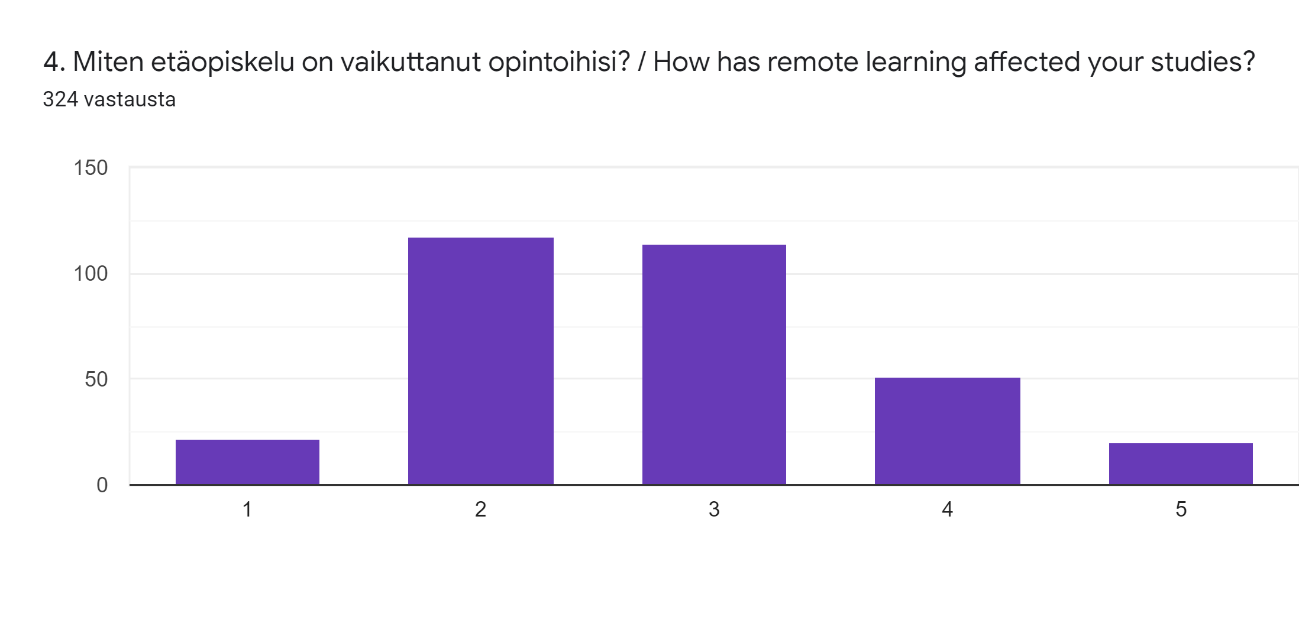 4. Miten etäopiskelu on vaikuttanut opintoihisi? / How has remote learning affected your studies?
324 vastausta
150
100
50
0
1 2 3 4 5